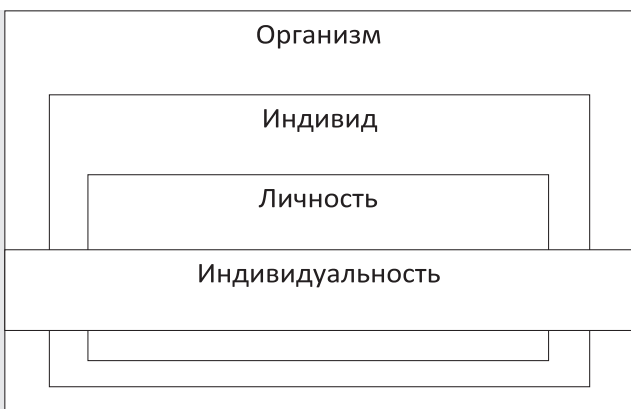 Организм
Индивид
Личность
Индивидуальность